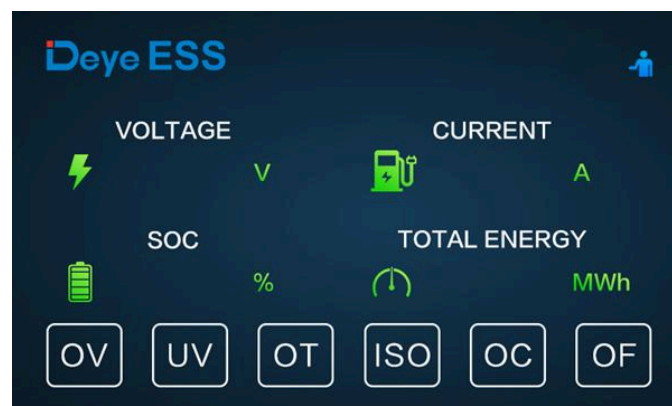 Deye ESS
VOLTAGE CURRENT
V A
SOC TOTAL ENERGY
% MWh
OV UV OT ISO OC OF